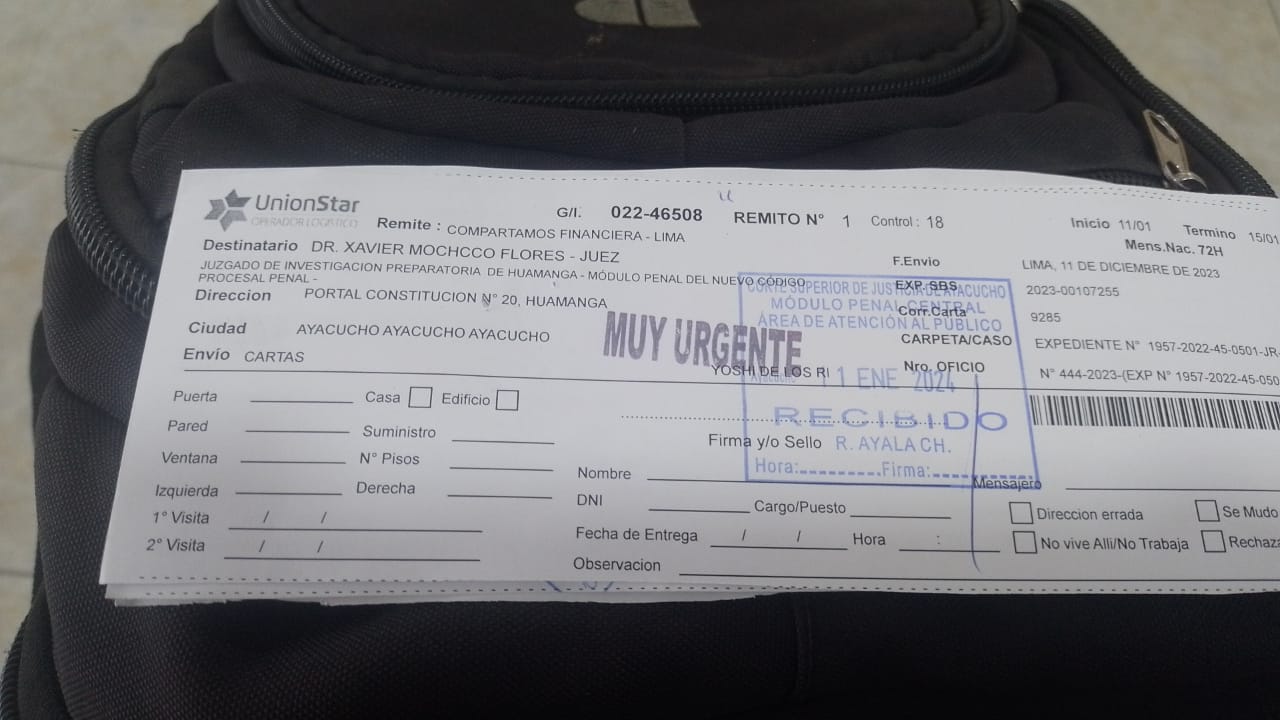 UnionStar
OPERADOR LOGISTICO
G/I. 022-46508 REMITO N° 1 Control : 18
Inicio 11/01 Termino 15/01
Mens.Nac. 72H
Remite : COMPARTAMOS FINANCIERA - LIMA
Destinatario DR. XAVIER MOCHCCO FLORES - JUEZ
JUZGADO DE INVESTIGACION PREPARATORIA DE HUAMANGA - MÓDULO PENAL DEL NUEVO CÓDIGO
PROCESAL PENAL -
Direccion PORTAL CONSTITUCION N° 20, HUAMANGA
Ciudad AYACUCHO AYACUCHO AYACUCHO
Envío CARTAS
F.Envio LIMA, 11 DE DICIEMBRE DE 2023
EXP.SBS 2023-00107255
Corr.Carta 9285
CARPETA/CASO EXPEDIENTE N° 1957-2022-45-0501-JR-
Nro. OFICIO N° 444-2023-(EXP N° 1957-2022-45-050
MUY URGENTE
YOSHI DE LOS RI
CORTE SUPERIOR DE JUSTICIA DE AYACUCHO
MÓDULO PENAL CENTRAL
ÁREA DE ATENCIÓN AL PÚBLICO
Ayacucho 11 ENE 2024
RECIBIDO
R. AYALA CH.
Hora: Firma:
Puerta Casa Edificio
Pared Suministro
Ventana N° Pisos
Izquierda Derecha
1° Visita / /
2° Visita / /
Firma y/o Sello
Nombre
DNI Cargo/Puesto
Fecha de Entrega / / Hora :
Observacion
Mensajero
Direccion errada Se Mudo
No vive Alli/No Trabaja Rechaza